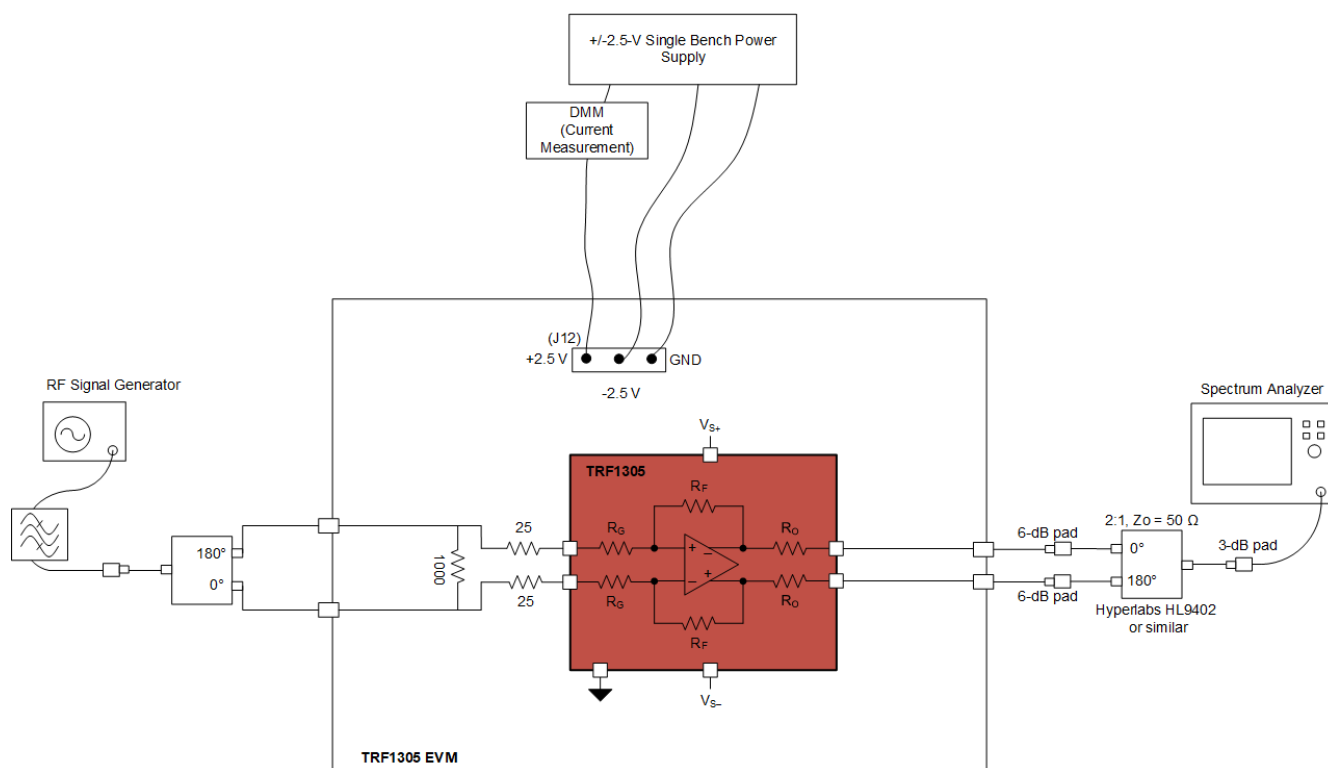 +/-2.5-V Single Bench Power
Supply
DMM
(Current
Measurement)
(J12)
+2.5 V
GND
-2.5 V
RF Signal Generator
Spectrum Analyzer
VS+
TRF1305
RF
180°
0°
1000
25
25
RG
RG
+
−
−
+
RO
RO
RF
6-dB pad
6-dB pad
2:1, Zo = 50 Ω
0°
180°
3-dB pad
Hyperlabs HL9402
or similar
VS−
TRF1305 EVM